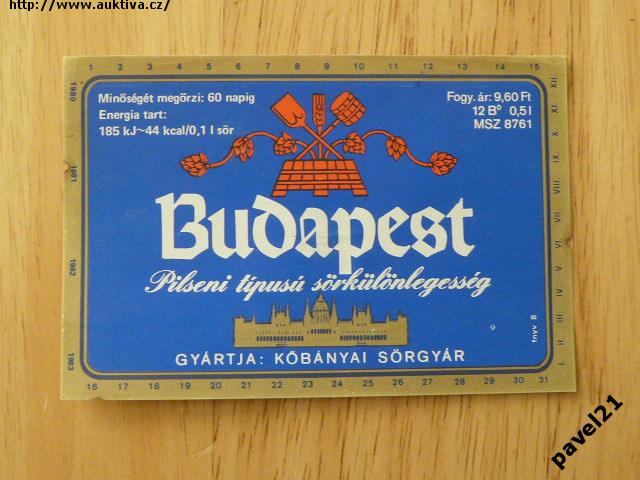 http://www.auktiva.cz/
1 2 3 4 5 6 7 8 9 10 11 12 13 14 15
1980
1981
1982
1983
Minőségét megőrzi: 60 napig
Energia tart:
185 kJ~44 kcal/0,1 l sör
Fogy. ár: 9,60 Ft
12 B° 0,5 l
MSZ 8761
XII.
XI.
X.
IX.
VIII.
VII.
VI.
V.
IV.
III.
II.
I.
Budapest
Pilseni típusú sörkülönlegesség
GYÁRTJA: KŐBÁNYAI SÖRGYÁR
fnyv 8
16 17 18 19 20 21 22 23 24 25 26 27 28 29 30 31
pavel21